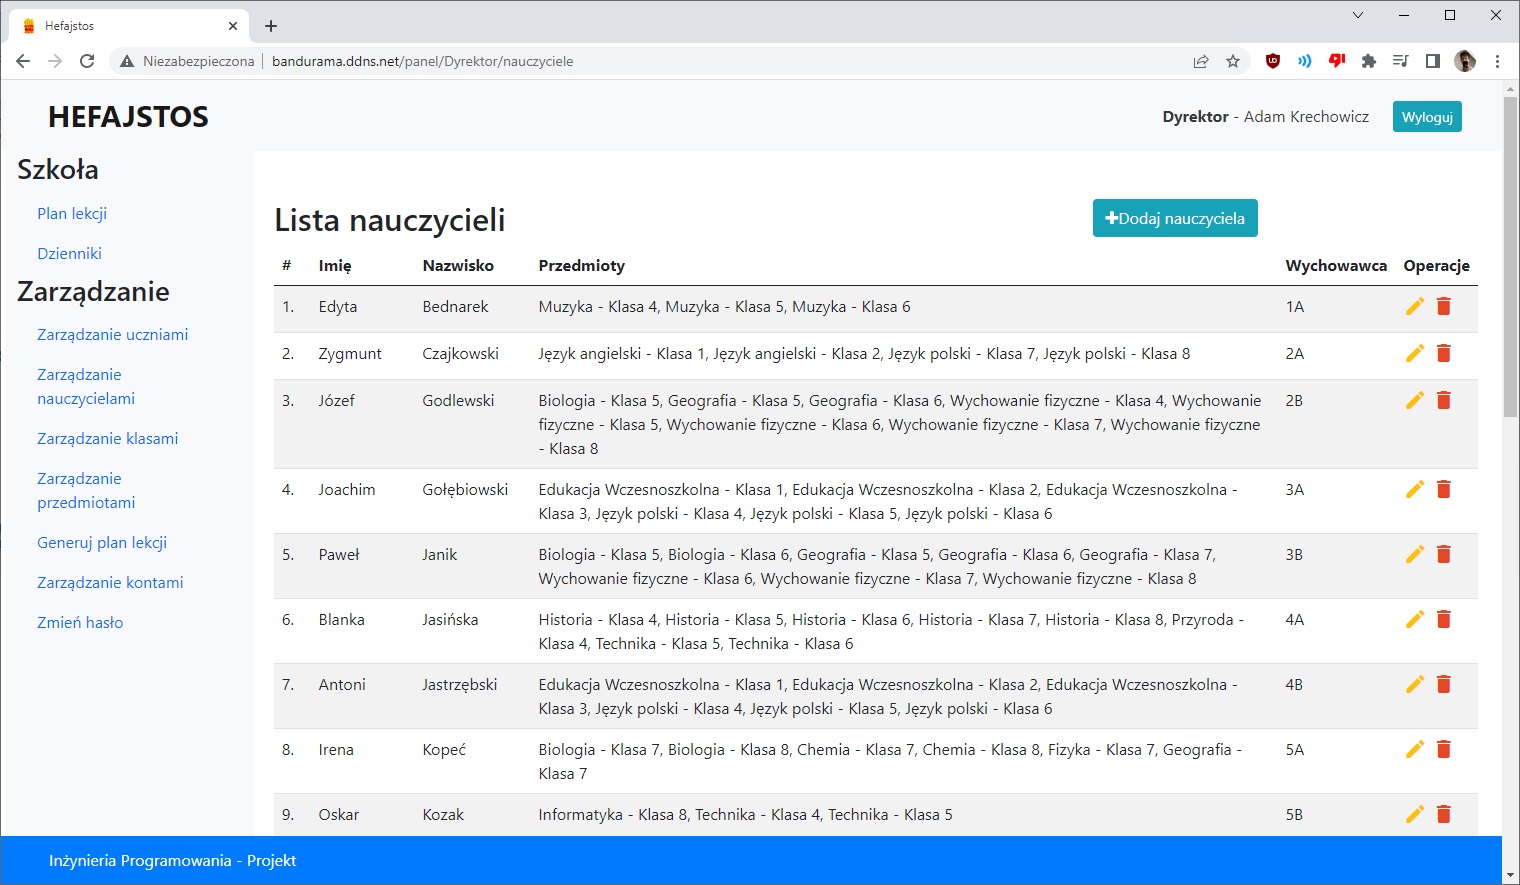 Hefajstos
Niezabezpieczona
bandurama.ddns.net/panel/Dyrektor/nauczyciele
HEFAJSTOS
Dyrektor - Adam Krechowicz
Wyloguj
Szkoła
Plan lekcji
Dzienniki
Zarządzanie
Zarządzanie uczniami
Zarządzanie
nauczycielami
Zarządzanie klasami
Zarządzanie
przedmiotami
Generuj plan lekcji
Zarządzanie kontami
Zmień hasło
Lista nauczycieli
Dodaj nauczyciela
# Imię Nazwisko Przedmioty Wychowawca Operacje
1. Edyta Bednarek Muzyka - Klasa 4, Muzyka - Klasa 5, Muzyka - Klasa 6 1A
2. Zygmunt Czajkowski Język angielski - Klasa 1, Język angielski - Klasa 2, Język polski - Klasa 7, Język polski - Klasa 8 2A
3. Józef Godlewski Biologia - Klasa 5, Geografia - Klasa 5, Geografia - Klasa 6, Wychowanie fizyczne - Klasa 4, Wychowanie 2B
fizyczne - Klasa 5, Wychowanie fizyczne - Klasa 6, Wychowanie fizyczne - Klasa 7, Wychowanie fizyczne
- Klasa 8
4. Joachim Gołębiowski Edukacja Wczesnoszkolna - Klasa 1, Edukacja Wczesnoszkolna - Klasa 2, Edukacja Wczesnoszkolna - 3A
Klasa 3, Język polski - Klasa 4, Język polski - Klasa 5, Język polski - Klasa 6
5. Paweł Janik Biologia - Klasa 5, Biologia - Klasa 6, Geografia - Klasa 5, Geografia - Klasa 6, Geografia - Klasa 7, 3B
Wychowanie fizyczne - Klasa 6, Wychowanie fizyczne - Klasa 7, Wychowanie fizyczne - Klasa 8
6. Blanka Jasińska Historia - Klasa 4, Historia - Klasa 5, Historia - Klasa 6, Historia - Klasa 7, Historia - Klasa 8, Przyroda - 4A
Klasa 4, Technika - Klasa 5, Technika - Klasa 6
7. Antoni Jastrzębski Edukacja Wczesnoszkolna - Klasa 1, Edukacja Wczesnoszkolna - Klasa 2, Edukacja Wczesnoszkolna - 4B
Klasa 3, Język polski - Klasa 4, Język polski - Klasa 5, Język polski - Klasa 6
8. Irena Kopeć Biologia - Klasa 7, Biologia - Klasa 8, Chemia - Klasa 7, Chemia - Klasa 8, Fizyka - Klasa 7, Geografia - 5A
Klasa 7
9. Oskar Kozak Informatyka - Klasa 8, Technika - Klasa 4, Technika - Klasa 5 5B
Inżynieria Programowania - Projekt